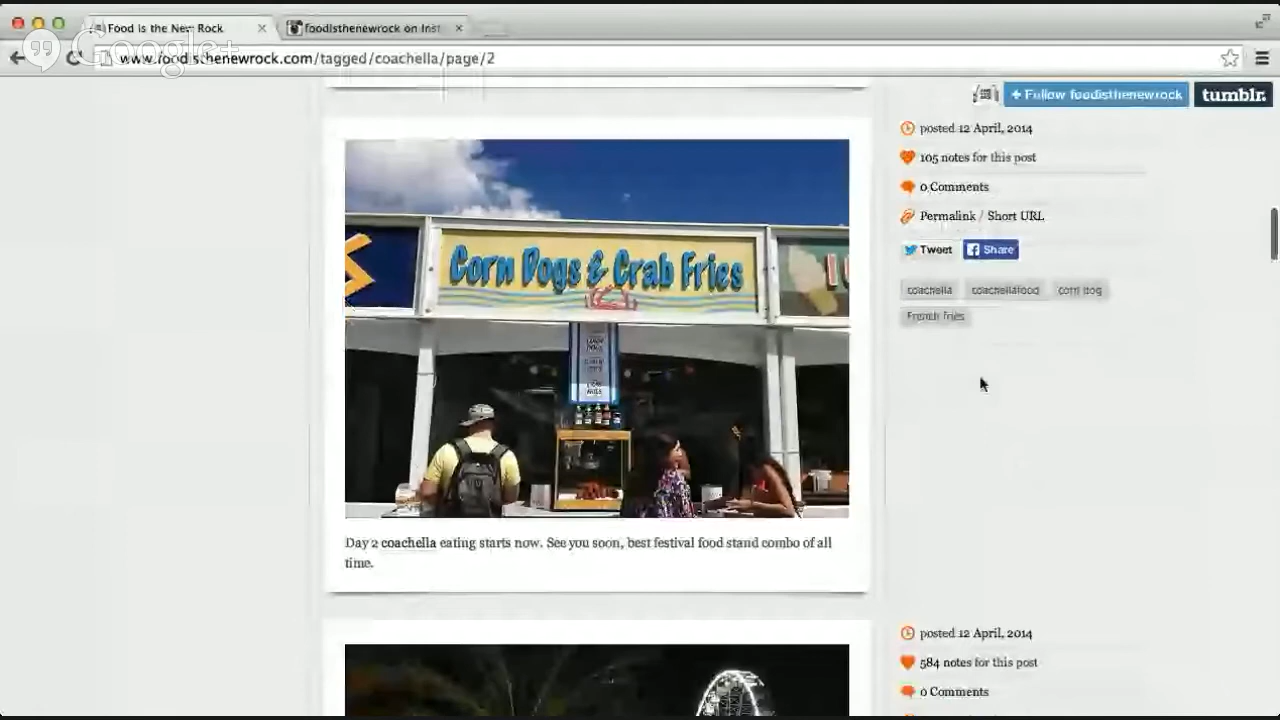 Food is the New Rock
foodisthenewrock on Inst
Google+
www.foodisthenewrock.com/tagged/coachella/page/2
+ Follow foodisthenewrock
tumblr.
posted 12 April, 2014
105 notes for this post
0 Comments
Permalink / Short URL
Tweet
Share
coachella
coachellafood
corn dog
French fries
Corn Dogs & Crab Fries
Day 2 coachella eating starts now. See you soon, best festival food stand combo of all
time.
posted 12 April, 2014
584 notes for this post
0 Comments